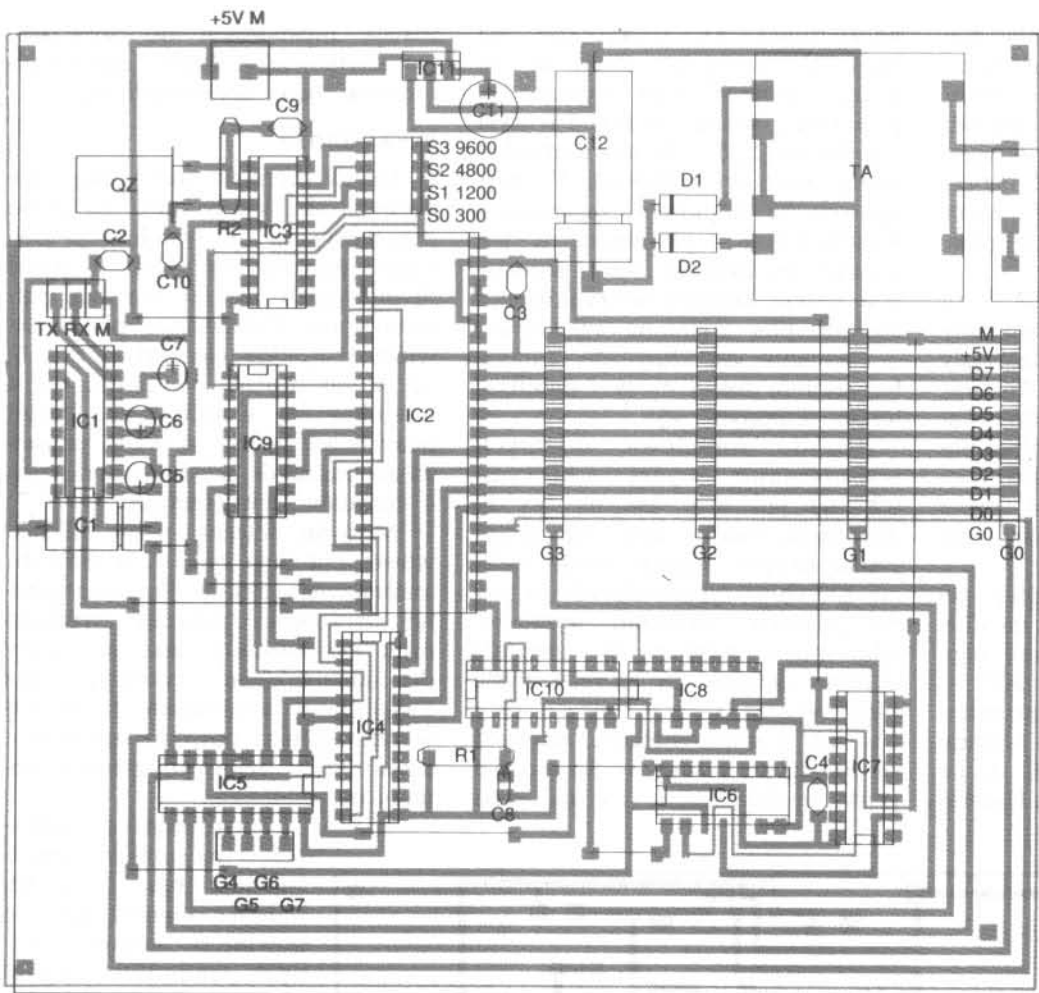 +5V M
IC11
C9
CT1
C12
S3 9600
S2 4800
S1 1200
S0 300
QZ
R2
IC3
TA
D1
D2
C2
C10
C3
TX RX M
C7
M
+5V
D7
D6
D5
D4
D3
D2
D1
D0
G0
IC1
C6
IC9
IC2
C5
C1
G3
G2
G1
G0
IC10
IC8
IC4
R1
IC5
C8
IC6
C4
IC7
G4 G6
G5 G7